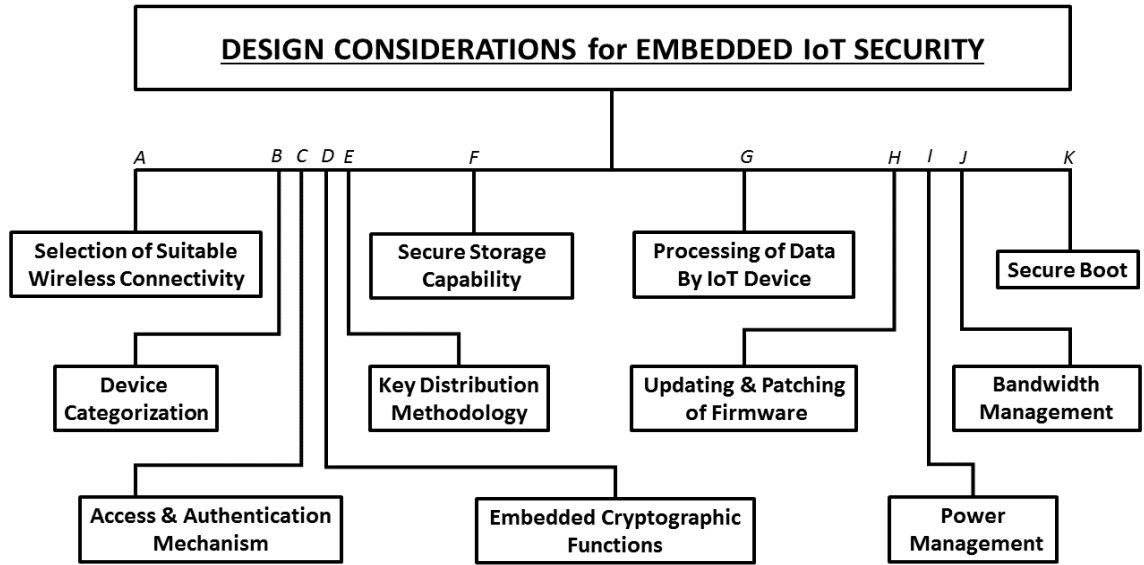 DESIGN CONSIDERATIONS for EMBEDDED IoT SECURITY
A B C D E F G H I J K
Selection of Suitable
Wireless Connectivity
Secure Storage
Capability
Processing of Data
By IoT Device
Secure Boot
Device
Categorization
Key Distribution
Methodology
Updating & Patching
of Firmware
Bandwidth
Management
Access & Authentication
Mechanism
Embedded Cryptographic
Functions
Power
Management